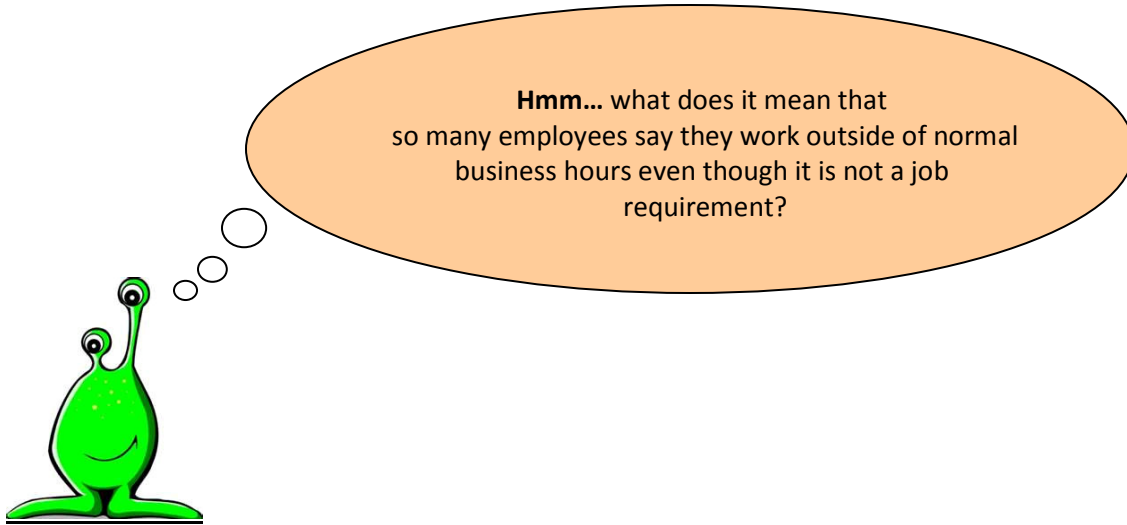 Hmm… what does it mean that
so many employees say they work outside of normal
business hours even though it is not a job
requirement?